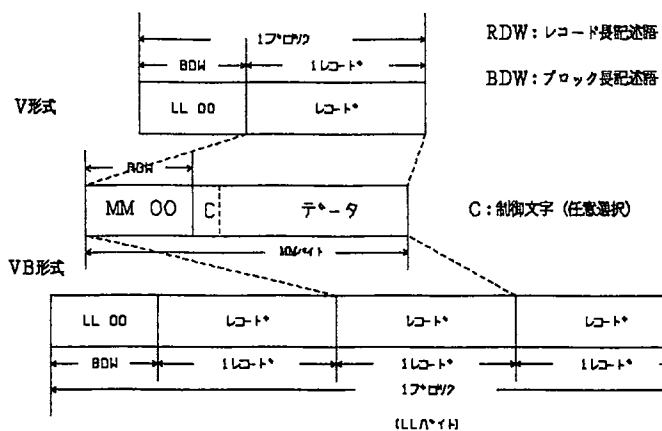 1ブロック
RDW：レコード長記述語
BDW
1レコード
BDW：ブロック長記述語
V形式
LL 00
レコード
BDW
MM 00
C
データ
C：制御文字（任意選択）
MMバイト
VB形式
LL 00
レコード
レコード
レコード
BDW
1レコード
1レコード
1レコード
1ブロック
(LLバイト)